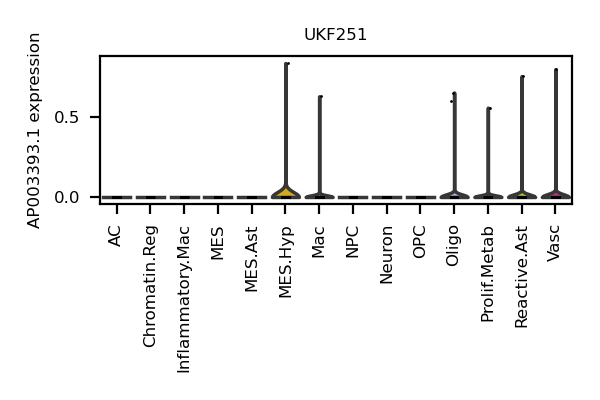 UKF251
AP003393.1 expression
0.5
0.0
AC
Chromatin.Reg
Inflammatory.Mac
MES
MES.Ast
MES.Hyp
Mac
NPC
Neuron
OPC
Oligo
Prolif.Metab
Reactive.Ast
Vasc